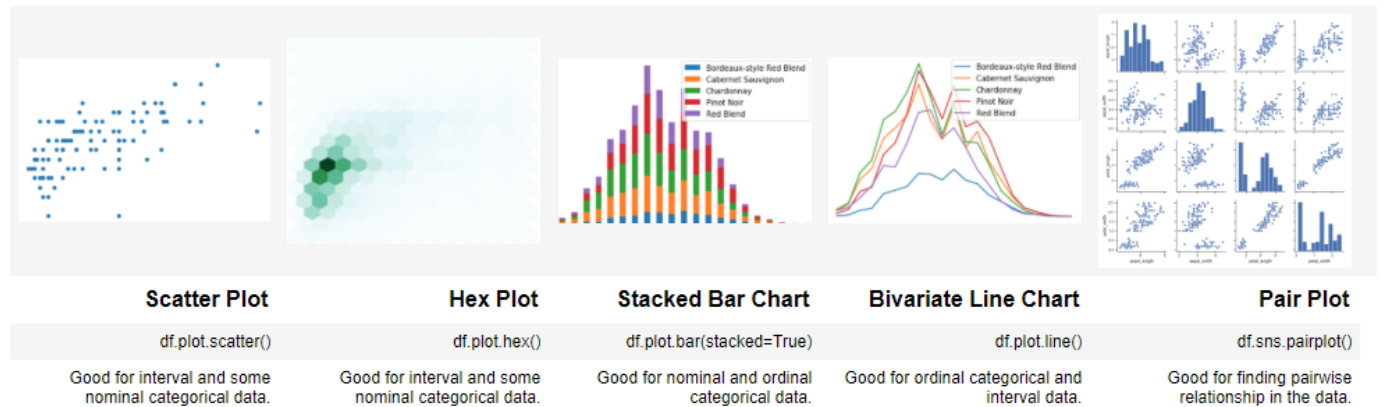 Bordeaux-style Red Blend
Cabernet Sauvignon
Chardonnay
Pinot Noir
Red Blend
Bordeaux-style Red Blend
Cabernet Sauvignon
Chardonnay
Pinot Noir
Red Blend
sepal_length
petal_length
petal_width
Scatter Plot
Hex Plot
Stacked Bar Chart
Bivariate Line Chart
Pair Plot
df.plot.scatter()
df.plot.hex()
df.plot.bar(stacked=True)
df.plot.line()
df.sns.pairplot()
Good for interval and some
nominal categorical data.
Good for interval and some
nominal categorical data.
Good for nominal and ordinal
categorical data.
Good for ordinal categorical and
interval data.
Good for finding pairwise
relationship in the data.